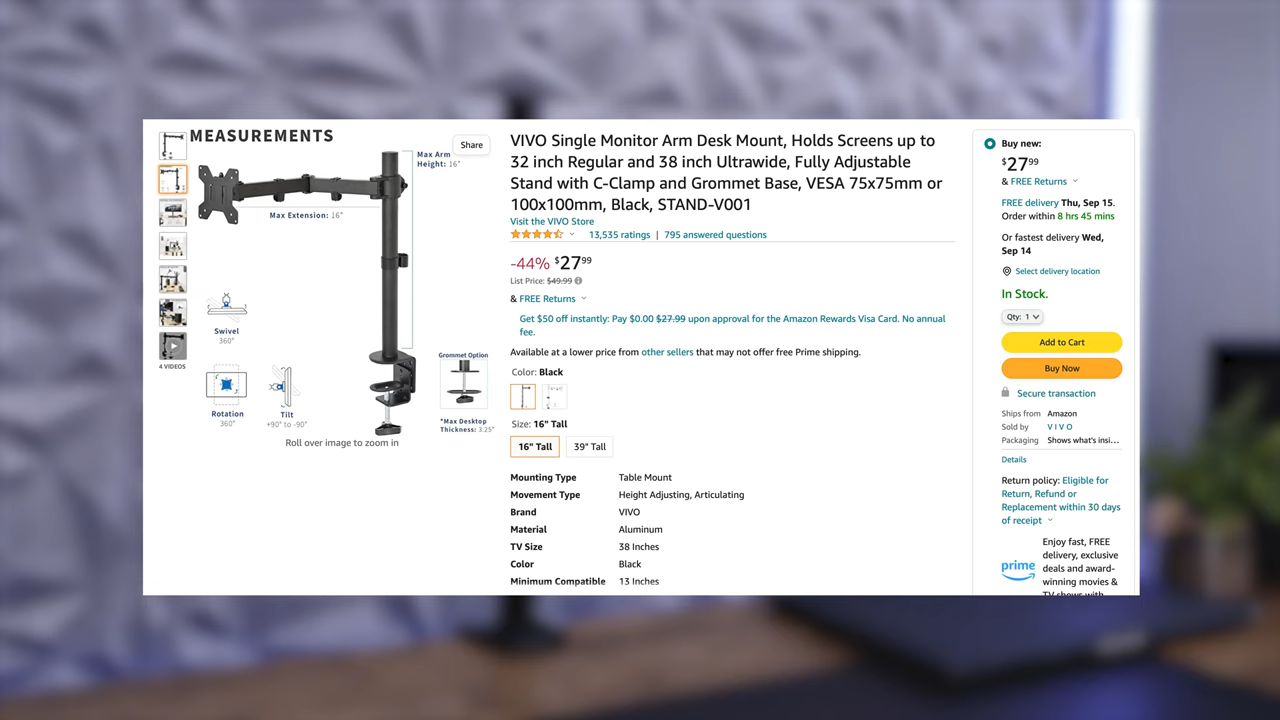 MEASUREMENTS
Max Arm
Height: 16"
Share
Max Extension: 16"
Swivel
360°
Rotation
360°
Tilt
+90° to -90°
Grommet Option
*Max Desktop
Thickness: 3.25"
4 VIDEOS
Roll over image to zoom in
VIVO Single Monitor Arm Desk Mount, Holds Screens up to
32 inch Regular and 38 inch Ultrawide, Fully Adjustable
Stand with C-Clamp and Grommet Base, VESA 75x75mm or
100x100mm, Black, STAND-V001
Visit the VIVO Store
13,535 ratings | 795 answered questions
-44% $2799
List Price: $49.99
& FREE Returns
Get $50 off instantly: Pay $0.00 $27.99 upon approval for the Amazon Rewards Visa Card. No annual
fee.
Available at a lower price from other sellers that may not offer free Prime shipping.
Color: Black
Size: 16" Tall
16" Tall
39" Tall
Mounting Type Table Mount
Movement Type Height Adjusting, Articulating
Brand VIVO
Material Aluminum
TV Size 38 Inches
Color Black
Minimum Compatible 13 Inches
Buy new:
$2799
& FREE Returns
FREE delivery Thu, Sep 15.
Order within 8 hrs 45 mins
Or fastest delivery Wed,
Sep 14
Select delivery location
In Stock.
Qty: 1
Add to Cart
Buy Now
Secure transaction
Ships from Amazon
Sold by V I V O
Packaging Shows what's insi...
Details
Return policy: Eligible for
Return, Refund or
Replacement within 30 days
of receipt
prime
Enjoy fast, FREE
delivery, exclusive
deals and award-
winning movies &
TV shows with